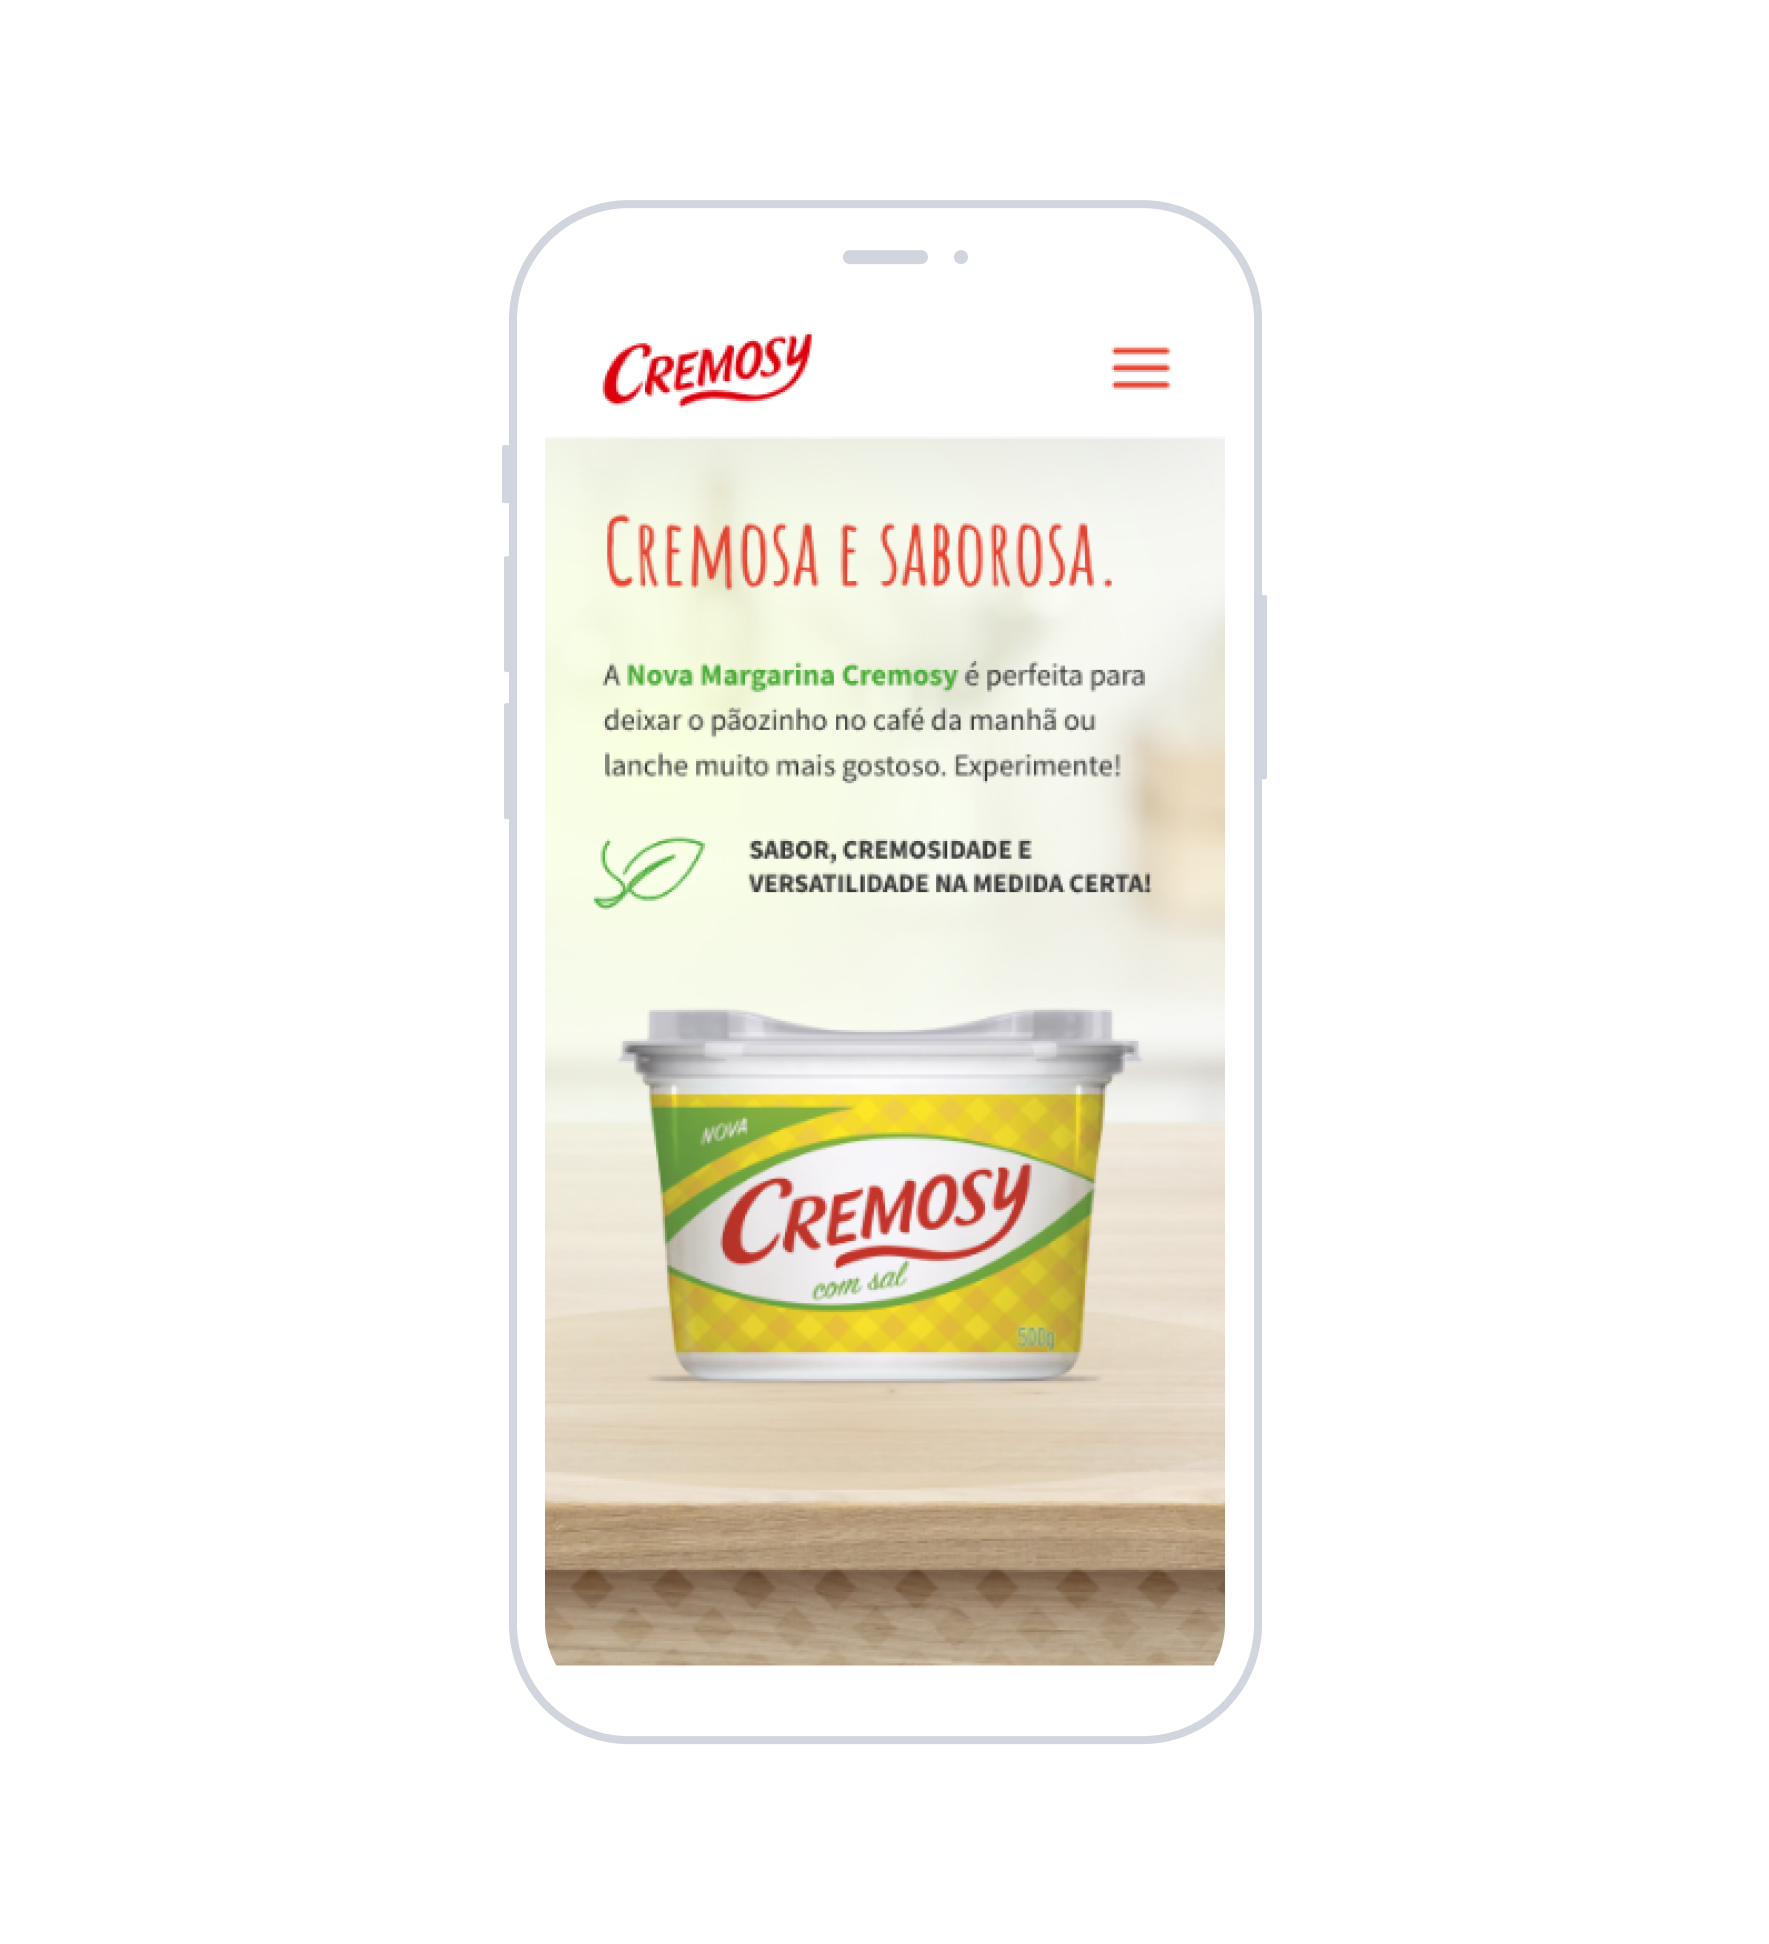 CREMOSY
CREMOSA E SABOROSA.
A Nova Margarina Cremosy é perfeita para
deixar o pãozinho no café da manhã ou
lanche muito mais gostoso. Experimente!
SABOR, CREMOSIDADE E
VERSATILIDADE NA MEDIDA CERTA!
NOVA
CREMOSY
com sal
500g